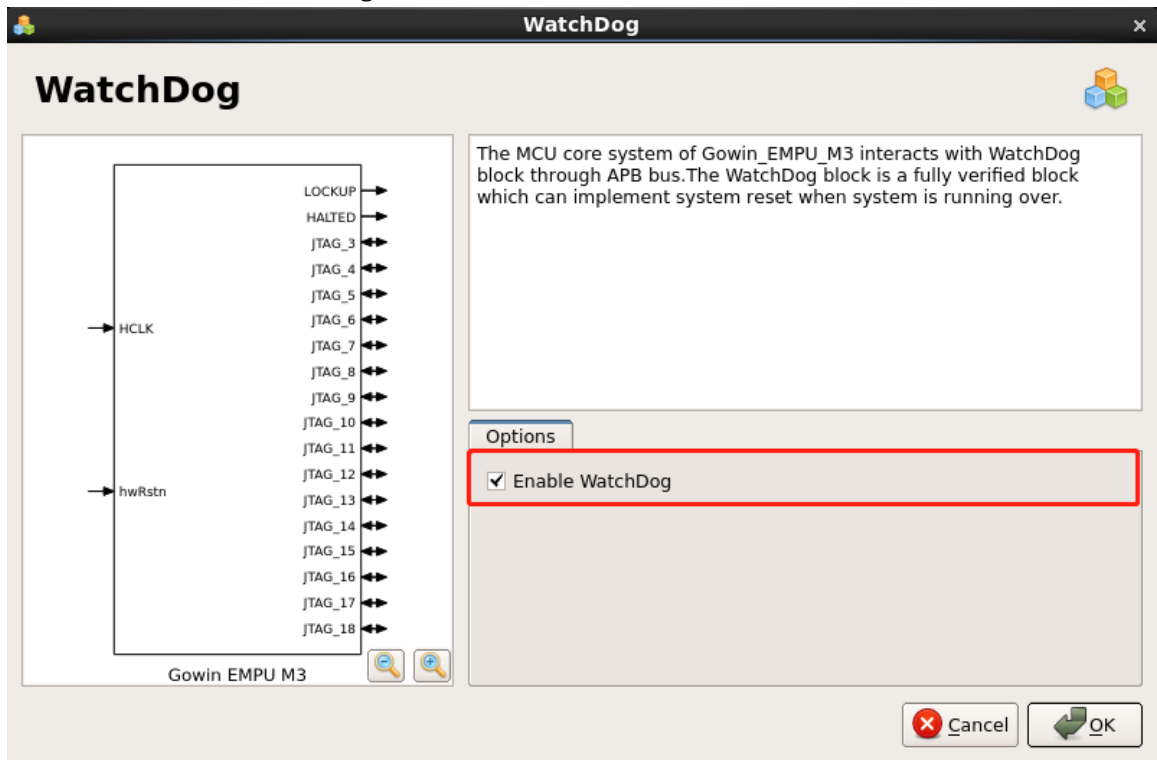 WatchDog
WatchDog
LOCKUP
HALTED
JTAG_3
JTAG_4
JTAG_5
JTAG_6
HCLK
JTAG_7
JTAG_8
JTAG_9
JTAG_10
JTAG_11
JTAG_12
hwRstn
JTAG_13
JTAG_14
JTAG_15
JTAG_16
JTAG_17
JTAG_18
Gowin EMPU M3
The MCU core system of Gowin_EMPU_M3 interacts with WatchDog
block through APB bus.The WatchDog block is a fully verified block
which can implement system reset when system is running over.
Options
Enable WatchDog
Cancel
OK